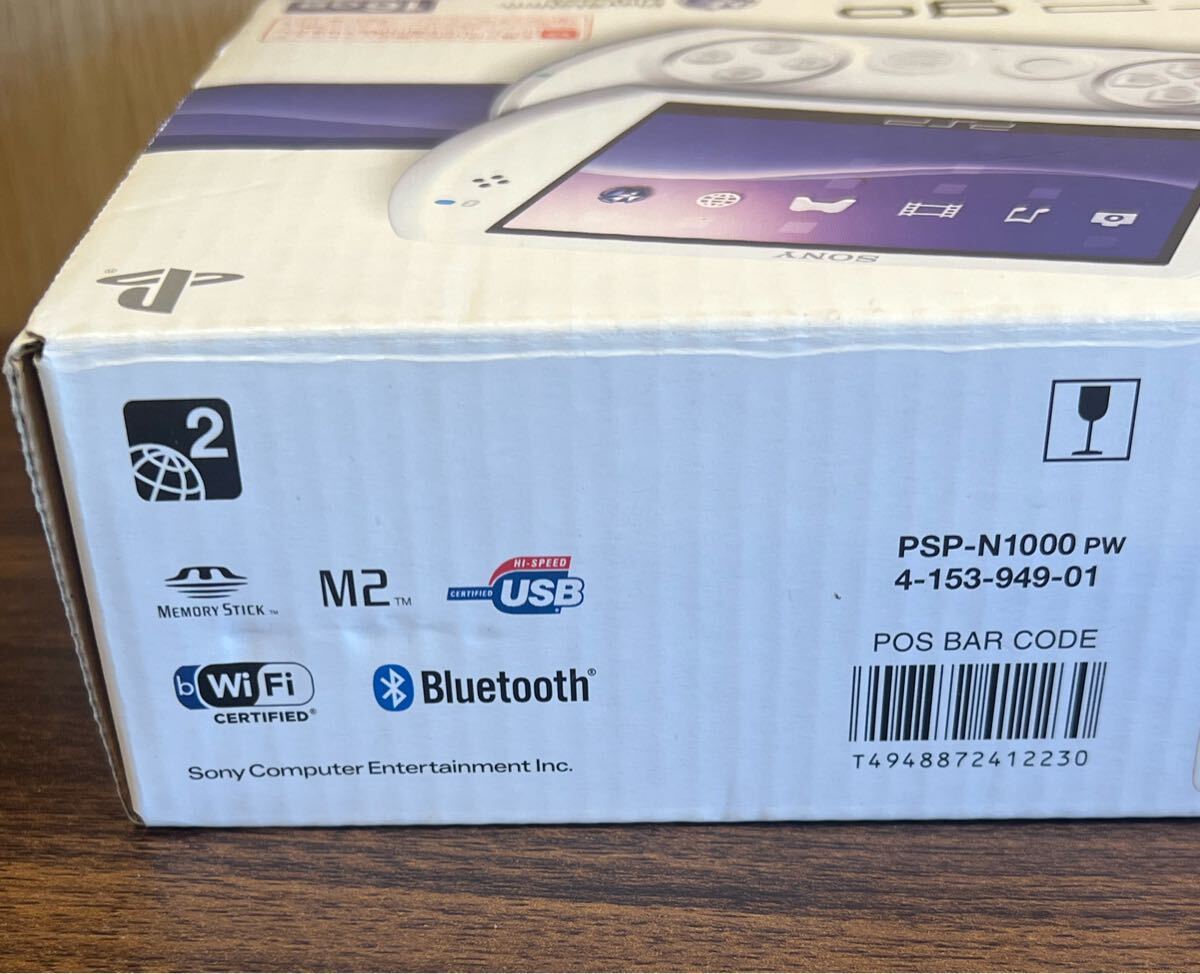 PSP
SONY
2
MEMORY STICK™
M2™
HI-SPEED
CERTIFIED USB
Wi Fi
CERTIFIED®
Bluetooth®
Sony Computer Entertainment Inc.
PSP-N1000 PW
4-153-949-01
POS BAR CODE
T4948872412230